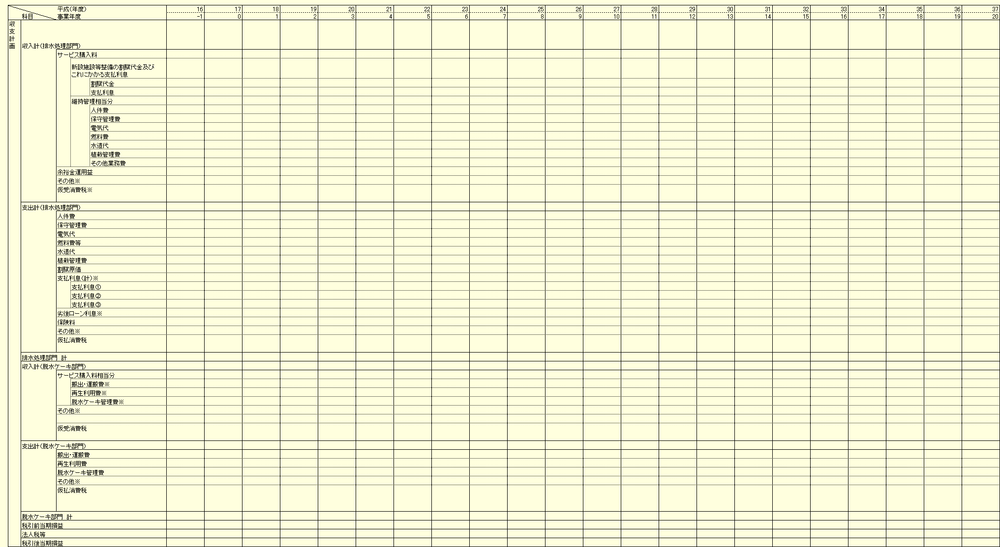 平成(年度) 16 17 18 19 20 21 22 23 24 25 26 27 28 29 30 31 32 33 34 35 36 37
科目 事業年度 -1 0 1 2 3 4 5 6 7 8 9 10 11 12 13 14 15 16 17 18 19 20
収
支
計
画 収入計(排水処理部門)
サービス購入料
新設施設等整備の割賦代金及び
これにかかる支払利息
割賦代金
支払利息
維持管理相当分
人件費
保守管理費
電気代
燃料費
水道代
植栽管理費
その他業務費
余裕金運用益
その他※
仮受消費税※
支出計(排水処理部門)
人件費
保守管理費
電気代
燃料費等
水道代
植栽管理費
割賦原価
支払利息(計)※
支払利息①
支払利息②
支払利息③
劣後ローン利息※
保険料
その他※
仮払消費税
排水処理部門 計
収入計(脱水ケーキ部門)
サービス購入料相当分
搬出・運搬費※
再生利用費※
脱水ケーキ管理費※
その他※
仮受消費税
支出計(脱水ケーキ部門)
搬出・運搬費
再生利用費
脱水ケーキ管理費
その他※
仮払消費税
脱水ケーキ部門 計
税引前当期損益
法人税等
税引後当期損益